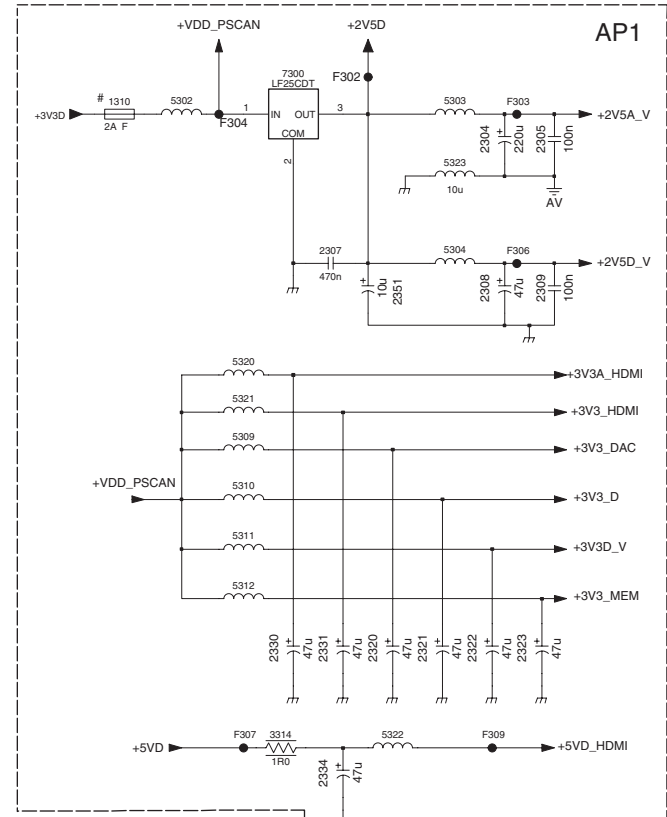 AP1
+VDD_PSCAN
+2V5D
7300
LF25CDT
F302
# 1310
5302
1
IN OUT
3
5303
F303
+3V3D
2A F
F304
COM
2
+2V5A_V
2304
220u
2305
100n
5323
10u
AV
2307
470n
5304
F306
+2V5D_V
10u
2351
2308
47u
2309
100n
5320
+3V3A_HDMI
5321
+3V3_HDMI
5309
+3V3_DAC
+VDD_PSCAN
5310
+3V3_D
5311
+3V3D_V
5312
+3V3_MEM
2330
47u
2331
47u
2320
47u
2321
47u
2322
47u
2323
47u
+5VD
F307
3314
1R0
5322
F309
+5VD_HDMI
2334
47u